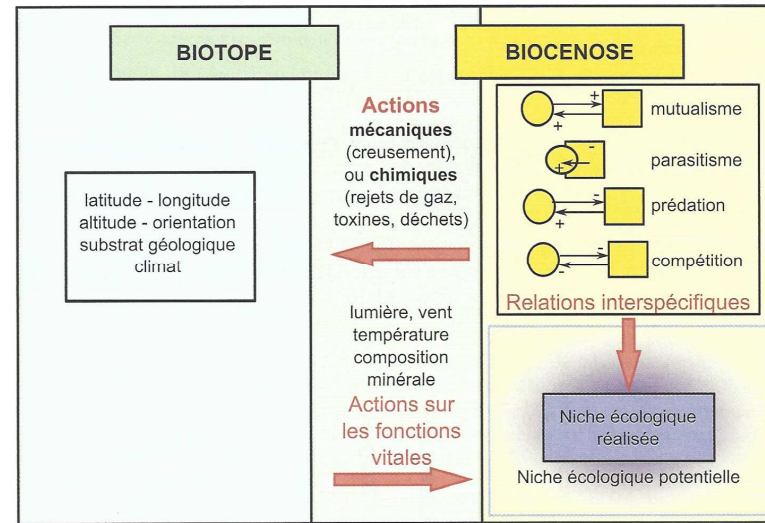 BIOTOPE
latitude - longitude
altitude - orientation
substrat géologique
climat
Actions
mécaniques
(creusement),
ou chimiques
(rejets de gaz,
toxines, déchets)
lumière, vent
température
composition
minérale
Actions sur
les fonctions
vitales
BIOCENOSE
+
+
mutualisme
-
+
parasitisme
-
+
prédation
-
-
compétition
Relations interspécifiques
Niche écologique
réalisée
Niche écologique potentielle